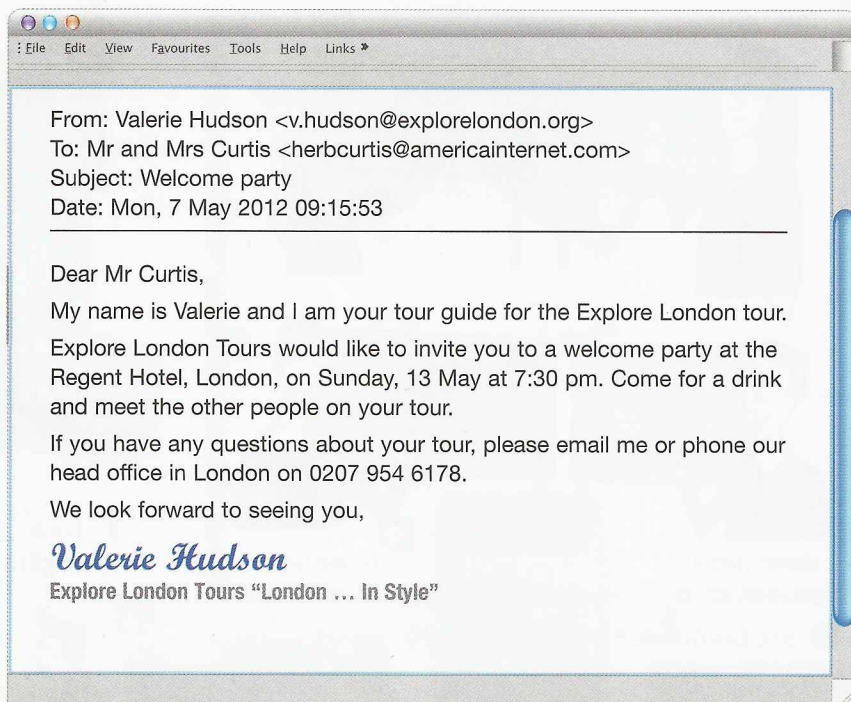 File Edit View Favourites Tools Help Links »
From: Valerie Hudson <v.hudson@explorelondon.org>
To: Mr and Mrs Curtis <herbcurtis@americainternet.com>
Subject: Welcome party
Date: Mon, 7 May 2012 09:15:53
Dear Mr Curtis,
My name is Valerie and I am your tour guide for the Explore London tour.
Explore London Tours would like to invite you to a welcome party at the
Regent Hotel, London, on Sunday, 13 May at 7:30 pm. Come for a drink
and meet the other people on your tour.
If you have any questions about your tour, please email me or phone our
head office in London on 0207 954 6178.
We look forward to seeing you,
Valerie Hudson
Explore London Tours “London ... In Style”